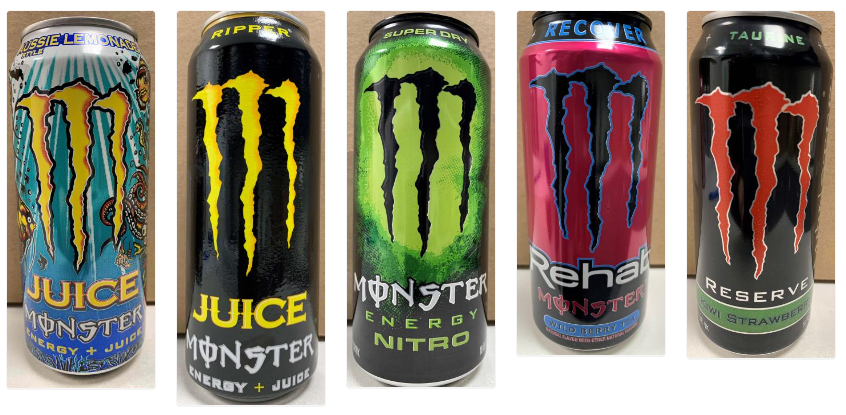 AUSSIE LEMONADE
STYLE
JUICE
MONSTER
ENERGY + JUICE
RIPPER
JUICE
MONSTER
ENERGY + JUICE
SUPER DRY
MONSTER
ENERGY
NITRO
RECOVER
Rehab
MONSTER
WILD BERRY
TAURINE
RESERVE
KIWI STRAWBERRY